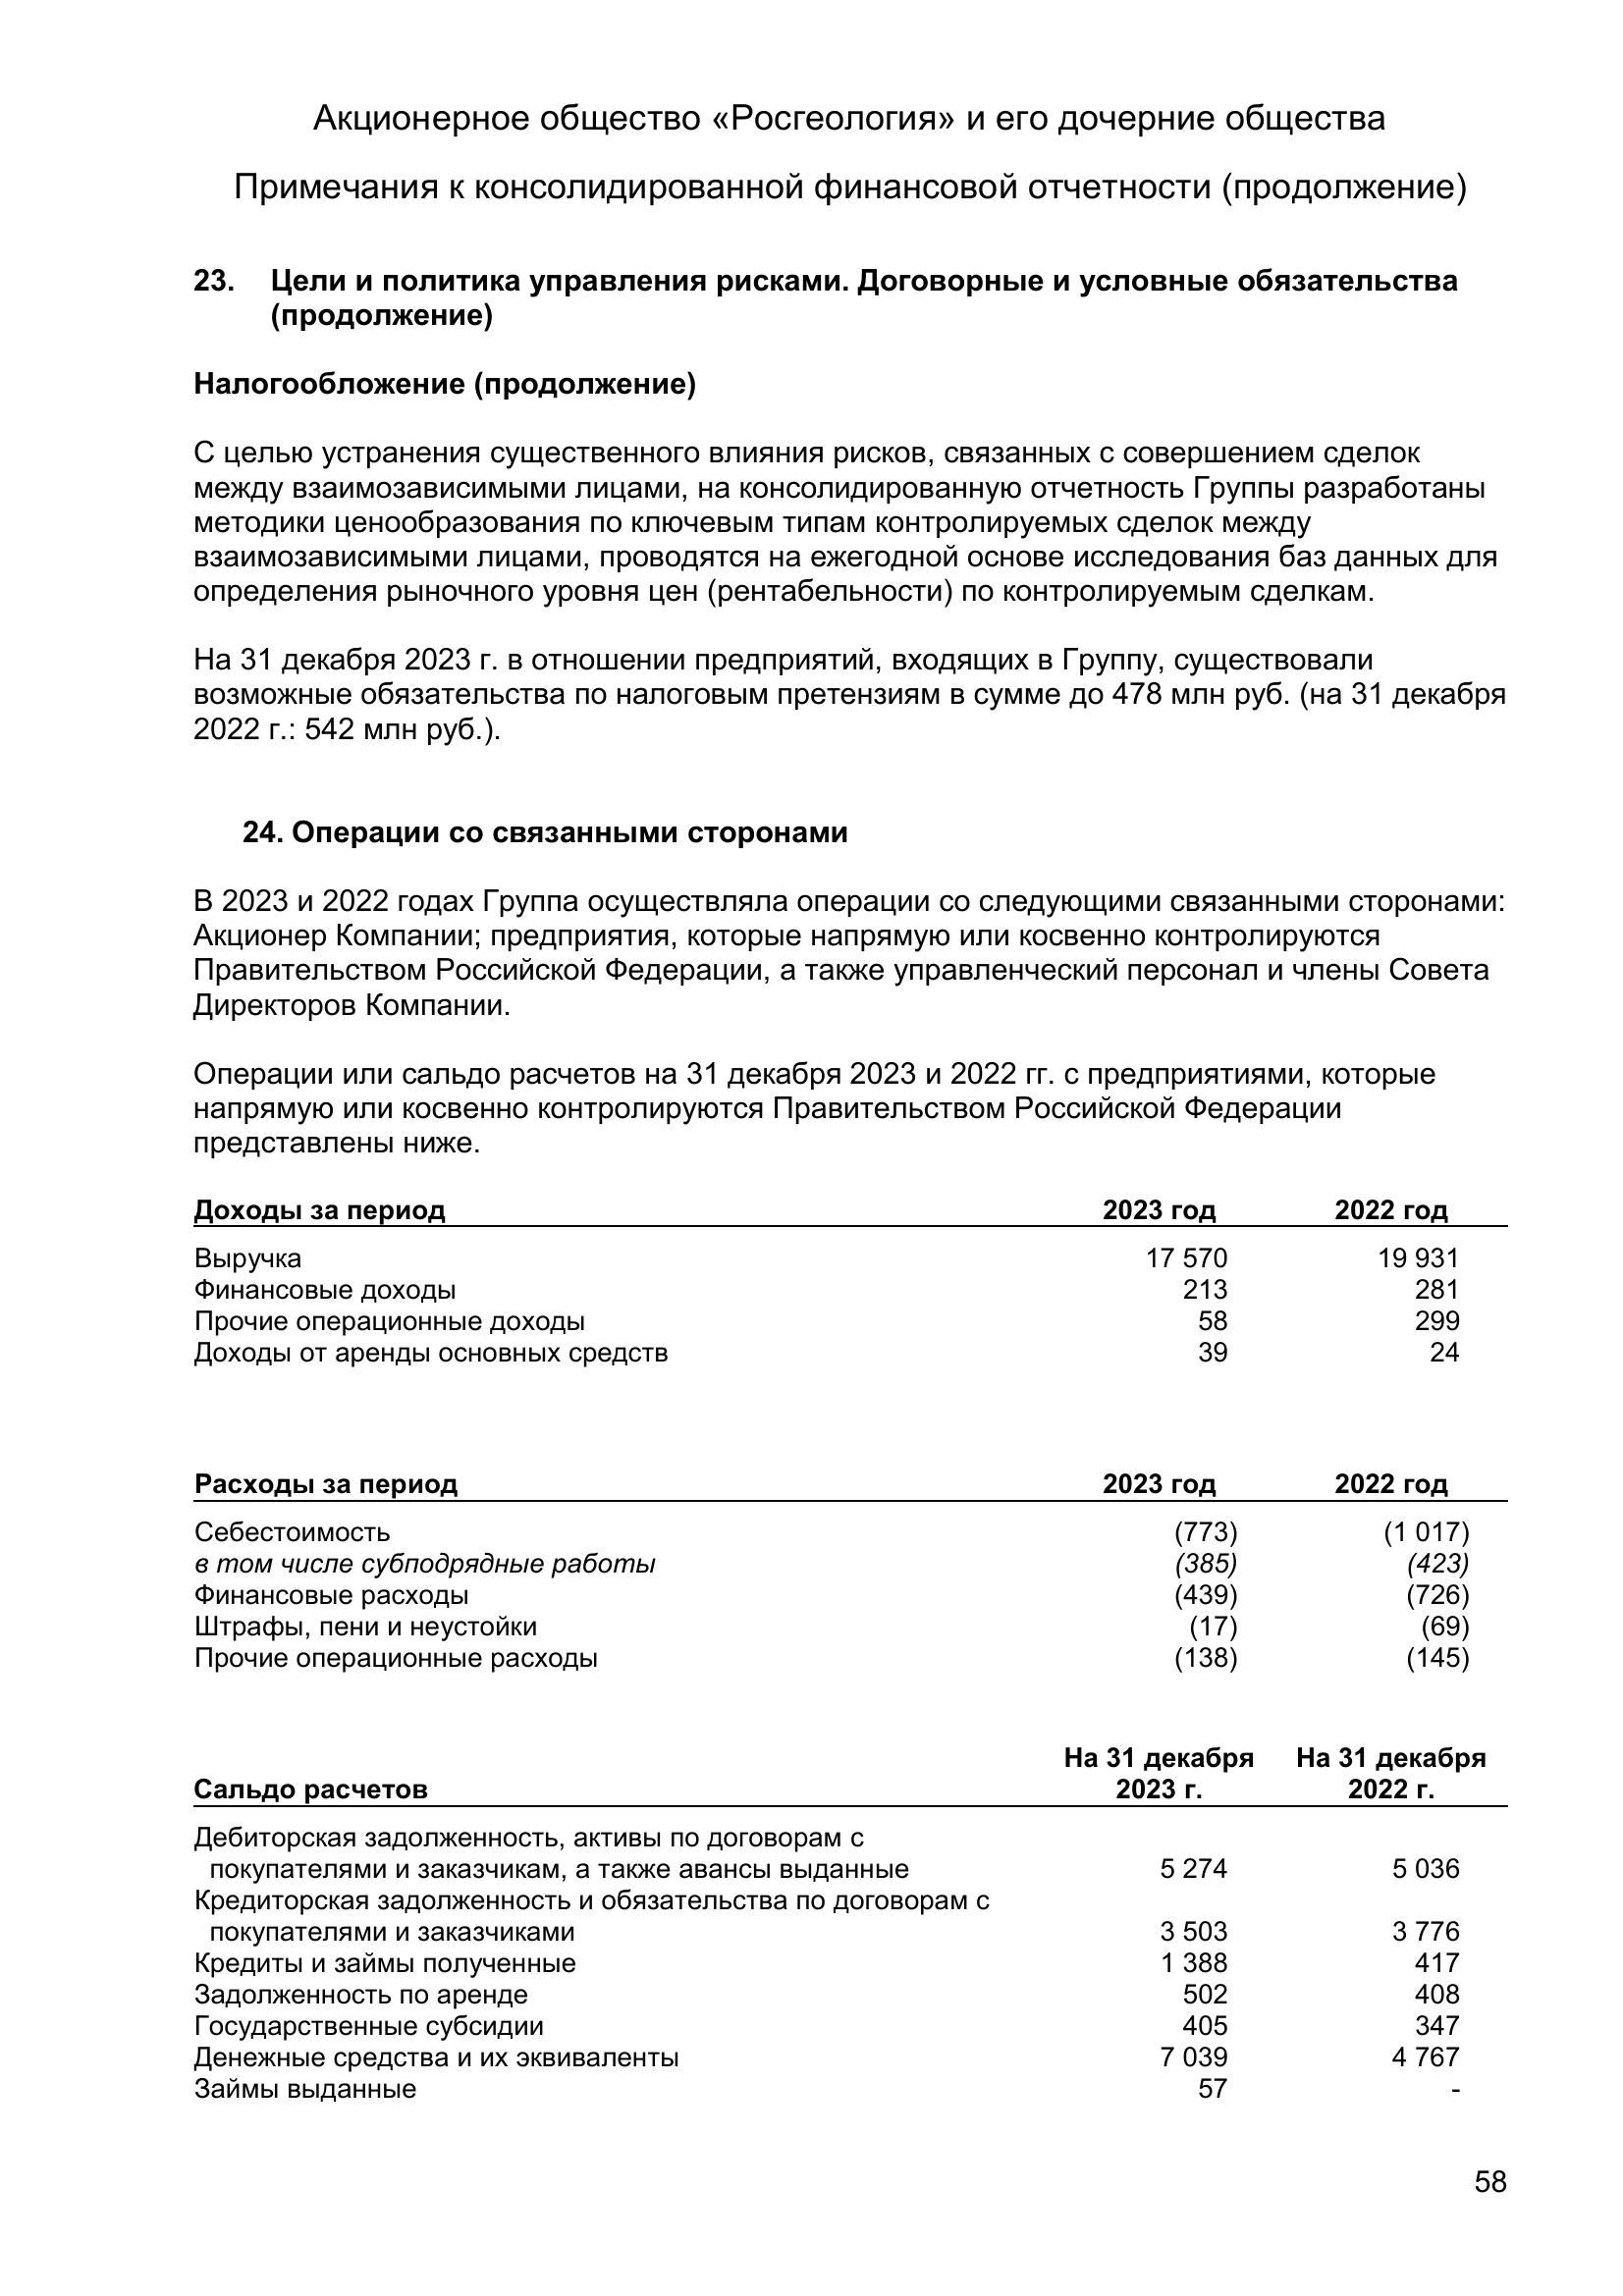 Акционерное общество «Росгеология» и его дочерние общества
Примечания к консолидированной финансовой отчетности (продолжение)
23. Цели и политика управления рисками. Договорные и условные обязательства
(продолжение)
Налогообложение (продолжение)
С целью устранения существенного влияния рисков, связанных с совершением сделок
между взаимозависимыми лицами, на консолидированную отчетность Группы разработаны
методики ценообразования по ключевым типам контролируемых сделок между
взаимозависимыми лицами, проводятся на ежегодной основе исследования баз данных для
определения рыночного уровня цен (рентабельности) по контролируемым сделкам.
На 31 декабря 2023 г. в отношении предприятий, входящих в Группу, существовали
возможные обязательства по налоговым претензиям в сумме до 478 млн руб. (на 31 декабря
2022 г.: 542 млн руб.).
24. Операции со связанными сторонами
В 2023 и 2022 годах Группа осуществляла операции со следующими связанными сторонами:
Акционер Компании; предприятия, которые напрямую или косвенно контролируются
Правительством Российской Федерации, а также управленческий персонал и члены Совета
Директоров Компании.
Операции или сальдо расчетов на 31 декабря 2023 и 2022 гг. с предприятиями, которые
напрямую или косвенно контролируются Правительством Российской Федерации
представлены ниже.
Доходы за период 2023 год 2022 год
Выручка 17 570 19 931
Финансовые доходы 213 281
Прочие операционные доходы 58 299
Доходы от аренды основных средств 39 24
Расходы за период 2023 год 2022 год
Себестоимость (773) (1 017)
в том числе субподрядные работы (385) (423)
Финансовые расходы (439) (726)
Штрафы, пени и неустойки (17) (69)
Прочие операционные расходы (138) (145)
На 31 декабря На 31 декабря
Сальдо расчетов 2023 г. 2022 г.
Дебиторская задолженность, активы по договорам с
покупателями и заказчикам, а также авансы выданные 5 274 5 036
Кредиторская задолженность и обязательства по договорам с
покупателями и заказчиками 3 503 3 776
Кредиты и займы полученные 1 388 417
Задолженность по аренде 502 408
Государственные субсидии 405 347
Денежные средства и их эквиваленты 7 039 4 767
Займы выданные 57 -
58